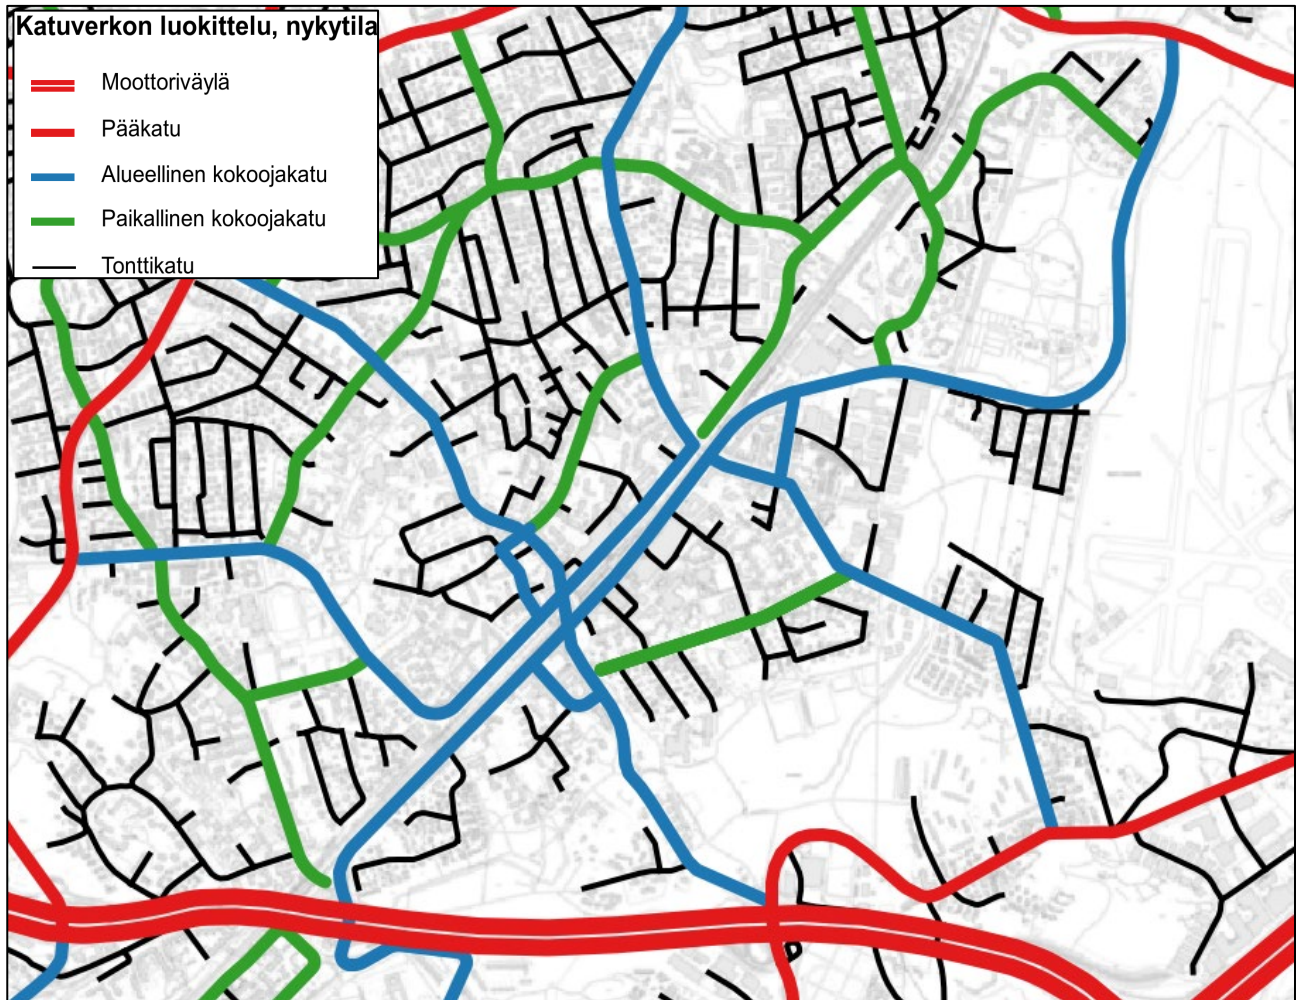 Katuverkon luokittelu, nykytila
Moottoriväylä
Pääkatu
Alueellinen kokoojakatu
Paikallinen kokoojakatu
Tonttikatu